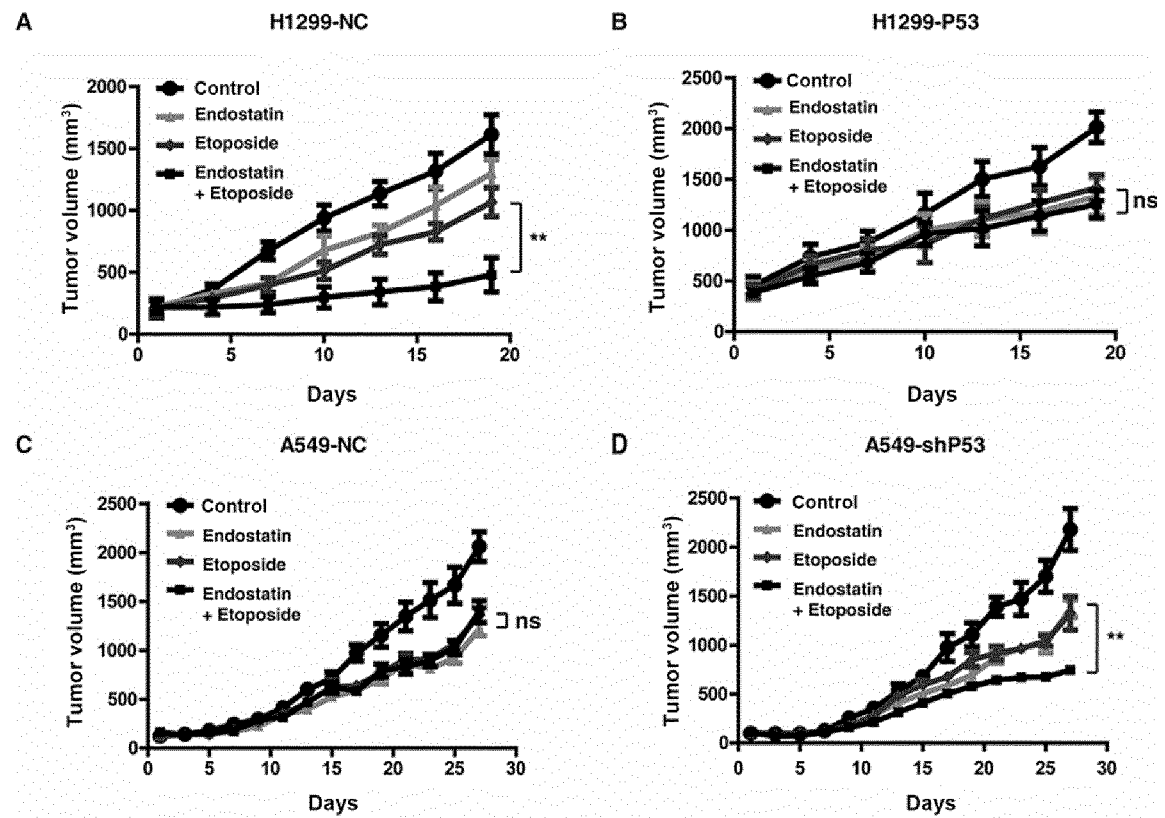 A
H1299-NC
Tumor volume (mm³)
2000
1500
1000
500
0
0
5
10
15
20
Days
Control
Endostatin
Etoposide
Endostatin
+ Etoposide
**
B
H1299-P53
Tumor volume (mm³)
2500
2000
1500
1000
500
0
0
5
10
15
20
Days
Control
Endostatin
Etoposide
Endostatin
+ Etoposide
ns
C
A549-NC
Tumor volume (mm³)
2500
2000
1500
1000
500
0
0
5
10
15
20
25
30
Days
Control
Endostatin
Etoposide
Endostatin
+ Etoposide
ns
D
A549-shP53
Tumor volume (mm³)
2500
2000
1500
1000
500
0
0
5
10
15
20
25
30
Days
Control
Endostatin
Etoposide
Endostatin
+ Etoposide
**